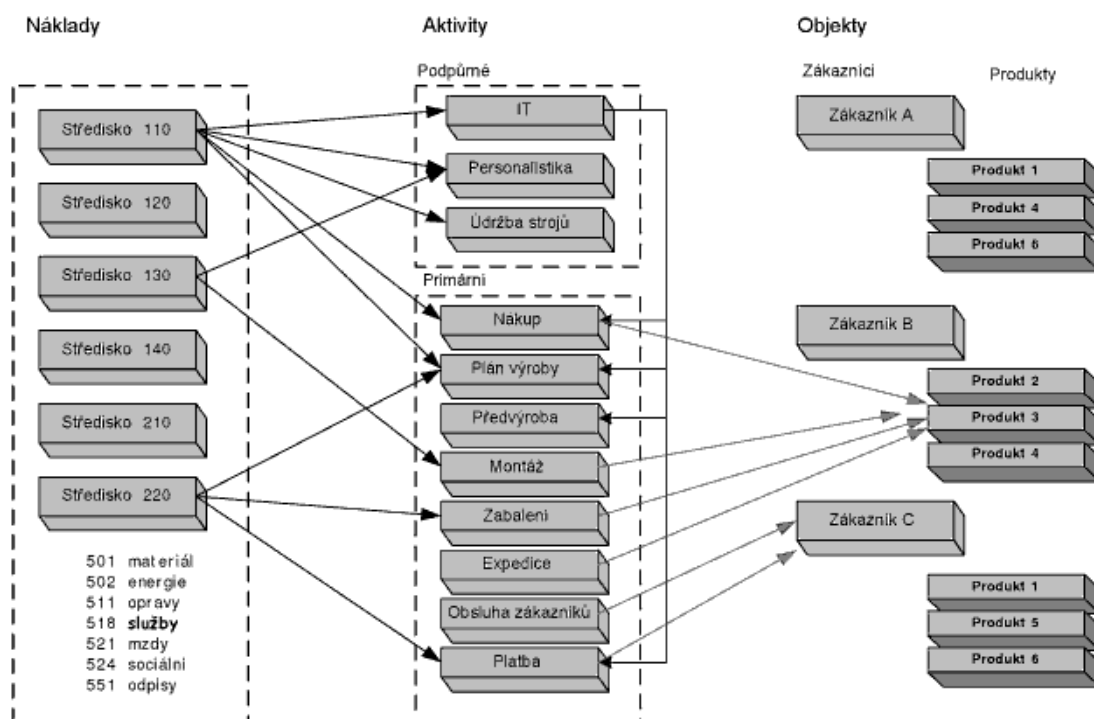 Náklady
Aktivity
Objekty
Podpůrné
Zákazníci
Produkty
Středisko 110
Středisko 120
Středisko 130
Středisko 140
Středisko 210
Středisko 220
501 materiál
502 energie
511 opravy
518 služby
521 mzdy
524 sociální
551 odpisy
IT
Personalistika
Údržba strojů
Primární
Nákup
Plán výroby
Předvýroba
Montáž
Zabalení
Expedice
Obsluha zákazníků
Platba
Zákazník A
Produkt 1
Produkt 4
Produkt 6
Zákazník B
Produkt 2
Produkt 3
Produkt 4
Zákazník C
Produkt 1
Produkt 5
Produkt 6